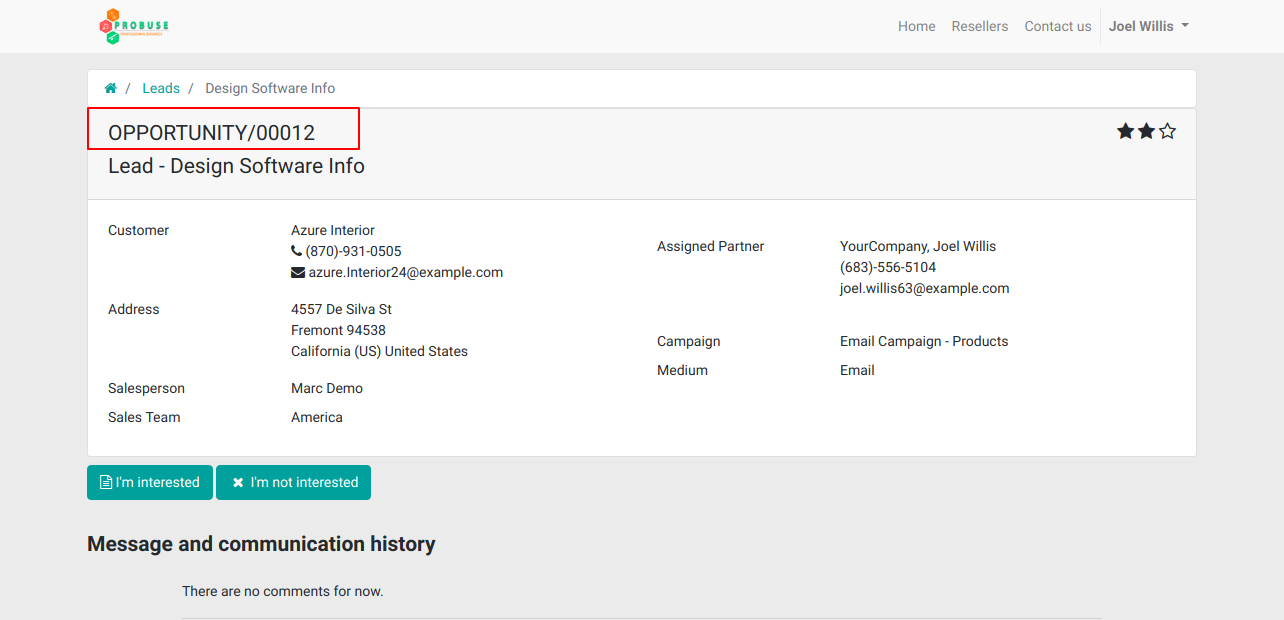 PROBUSE
Home Resellers Contact us Joel Willis
/ Leads / Design Software Info
OPPORTUNITY/00012
Lead - Design Software Info
Customer Azure Interior
(870)-931-0505
azure.Interior24@example.com
Address 4557 De Silva St
Fremont 94538
California (US) United States
Salesperson Marc Demo
Sales Team America
Assigned Partner YourCompany, Joel Willis
(683)-556-5104
joel.willis63@example.com
Campaign Email Campaign - Products
Medium Email
I'm interested I'm not interested
Message and communication history
There are no comments for now.